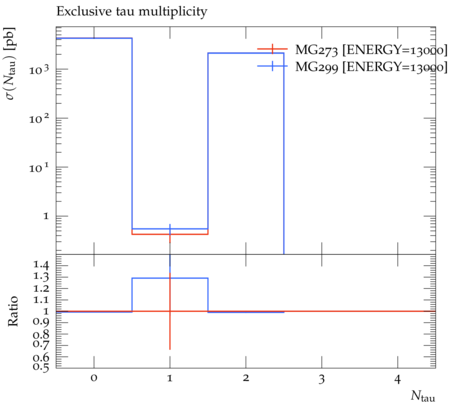 Exclusive tau multiplicity
σ(Ntau) [pb]
MG273 [ENERGY=13000]
MG299 [ENERGY=13000]
10³
10²
10¹
1
Ratio
1.4
1.3
1.2
1.1
1
0.9
0.8
0.7
0.6
0.5
0 1 2 3 4
Ntau